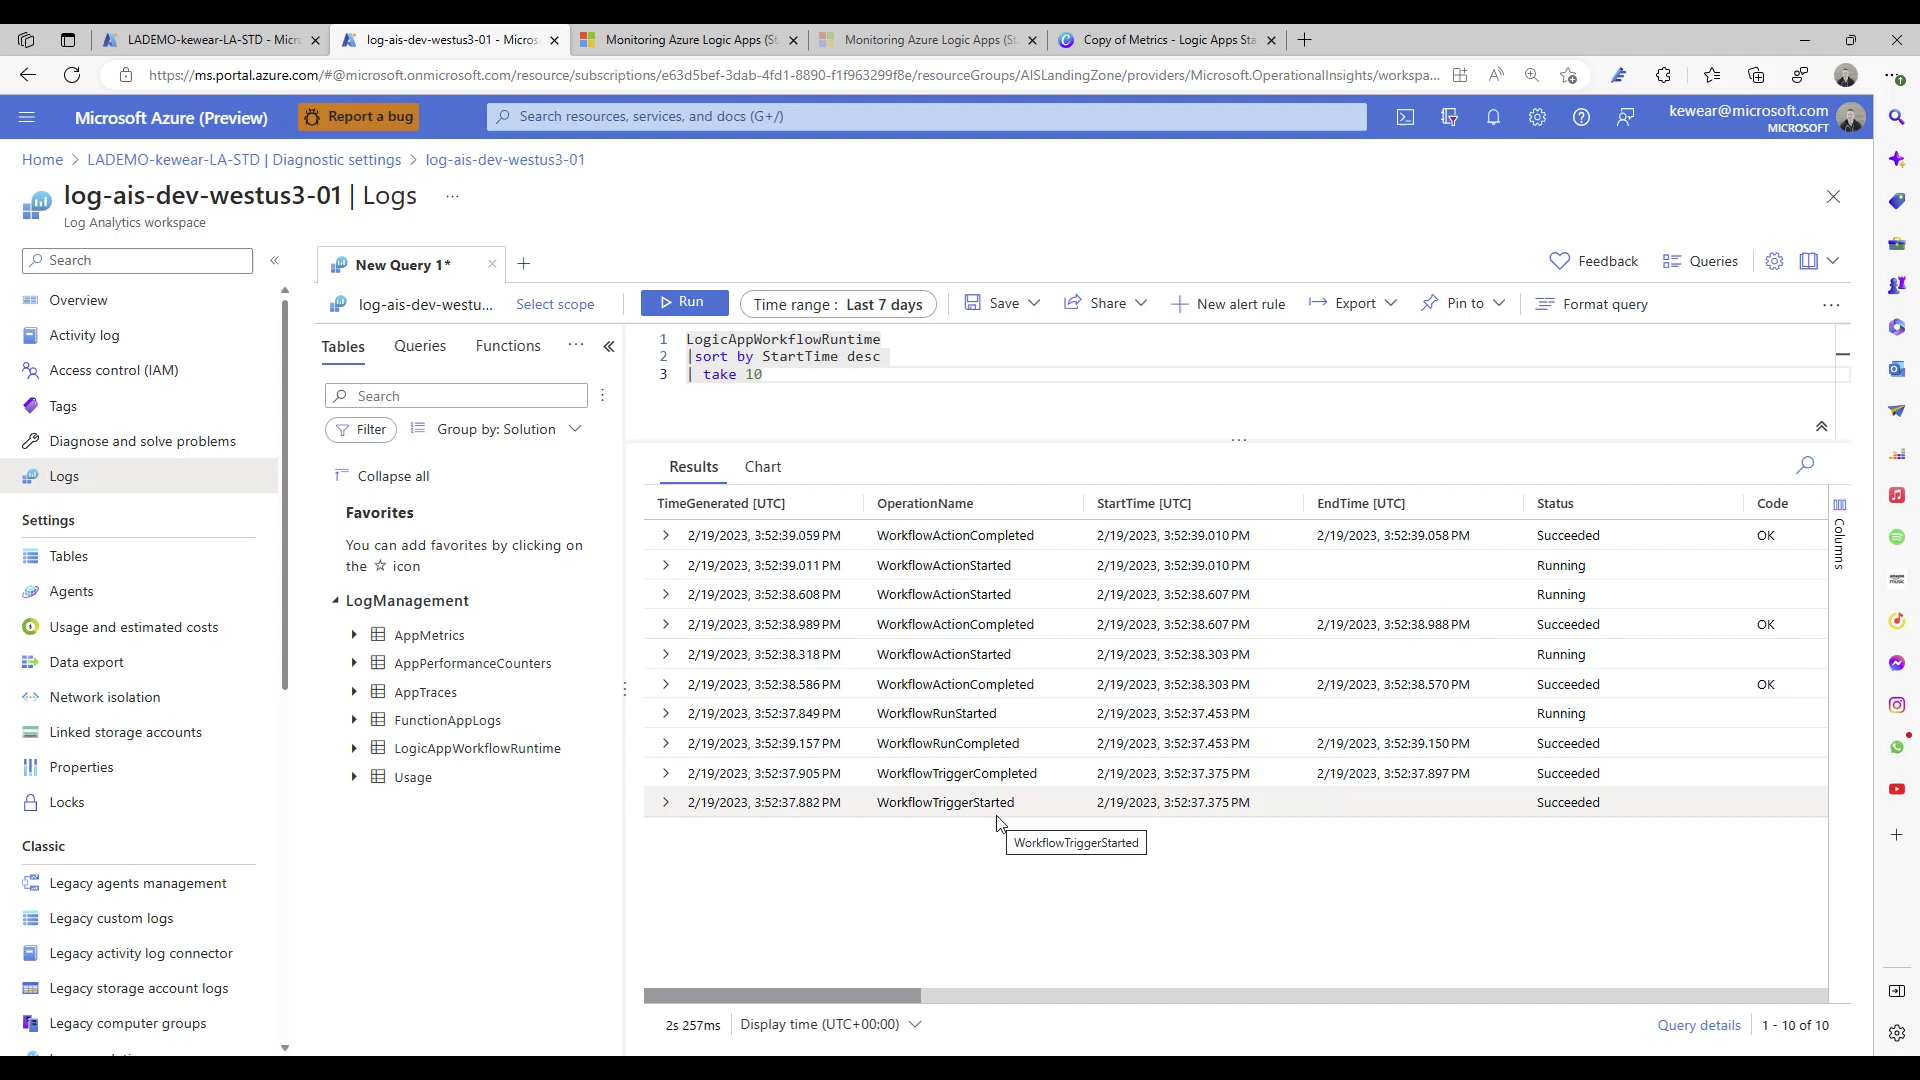 LADEMO-kewear-LA-STD - Micro
log-ais-dev-westus3-01 - Micros
Monitoring Azure Logic Apps (St
Monitoring Azure Logic Apps (St
Copy of Metrics - Logic Apps Sta
https://ms.portal.azure.com/#@microsoft.onmicrosoft.com/resource/subscriptions/e63d5bef-3dab-4fd1-8890-f1f963299f8e/resourceGroups/AISLandingZone/providers/Microsoft.OperationalInsights/workspa...
Microsoft Azure (Preview)
Report a bug
Search resources, services, and docs (G+/)
kewear@microsoft.com
MICROSOFT
Home > LADEMO-kewear-LA-STD | Diagnostic settings > log-ais-dev-westus3-01
log-ais-dev-westus3-01 | Logs ...
Log Analytics workspace
Search
Overview
Activity log
Access control (IAM)
Tags
Diagnose and solve problems
Logs
Settings
Tables
Agents
Usage and estimated costs
Data export
Network isolation
Linked storage accounts
Properties
Locks
Classic
Legacy agents management
Legacy custom logs
Legacy activity log connector
Legacy storage account logs
Legacy computer groups
New Query 1*
Feedback
Queries
log-ais-dev-westu...
Select scope
Run
Time range : Last 7 days
Save
Share
New alert rule
Export
Pin to
Format query
Tables
Queries
Functions
Search
Filter
Group by: Solution
Collapse all
Favorites
You can add favorites by clicking on
the ☆ icon
LogManagement
AppMetrics
AppPerformanceCounters
AppTraces
FunctionAppLogs
LogicAppWorkflowRuntime
Usage
1 LogicAppWorkflowRuntime
2 |sort by StartTime desc
3 | take 10
Results
Chart
TimeGenerated [UTC] OperationName StartTime [UTC] EndTime [UTC] Status Code
2/19/2023, 3:52:39.059 PM WorkflowActionCompleted 2/19/2023, 3:52:39.010 PM 2/19/2023, 3:52:39.058 PM Succeeded OK
2/19/2023, 3:52:39.011 PM WorkflowActionStarted 2/19/2023, 3:52:39.010 PM Running
2/19/2023, 3:52:38.608 PM WorkflowActionStarted 2/19/2023, 3:52:38.607 PM Running
2/19/2023, 3:52:38.989 PM WorkflowActionCompleted 2/19/2023, 3:52:38.607 PM 2/19/2023, 3:52:38.988 PM Succeeded OK
2/19/2023, 3:52:38.318 PM WorkflowActionStarted 2/19/2023, 3:52:38.303 PM Running
2/19/2023, 3:52:38.586 PM WorkflowActionCompleted 2/19/2023, 3:52:38.303 PM 2/19/2023, 3:52:38.570 PM Succeeded OK
2/19/2023, 3:52:37.849 PM WorkflowRunStarted 2/19/2023, 3:52:37.453 PM Running
2/19/2023, 3:52:39.157 PM WorkflowRunCompleted 2/19/2023, 3:52:37.453 PM 2/19/2023, 3:52:39.150 PM Succeeded
2/19/2023, 3:52:37.905 PM WorkflowTriggerCompleted 2/19/2023, 3:52:37.375 PM 2/19/2023, 3:52:37.897 PM Succeeded
2/19/2023, 3:52:37.882 PM WorkflowTriggerStarted 2/19/2023, 3:52:37.375 PM Succeeded
WorkflowTriggerStarted
Columns
2s 257ms
Display time (UTC+00:00)
Query details
1 - 10 of 10